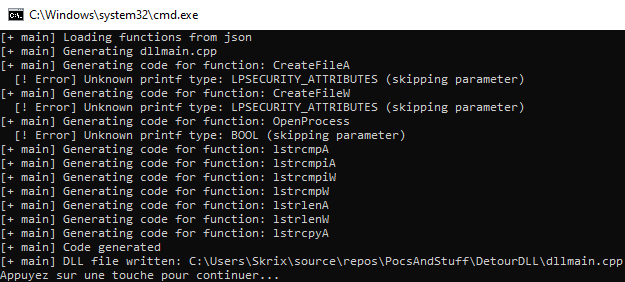 C:\Windows\system32\cmd.exe
[+ main] Loading functions from json
[+ main] Generating dllmain.cpp
[+ main] Generating code for function: CreateFileA
[! Error] Unknown printf type: LPSECURITY_ATTRIBUTES (skipping parameter)
[+ main] Generating code for function: CreateFileW
[! Error] Unknown printf type: LPSECURITY_ATTRIBUTES (skipping parameter)
[+ main] Generating code for function: OpenProcess
[! Error] Unknown printf type: BOOL (skipping parameter)
[+ main] Generating code for function: lstrcmpA
[+ main] Generating code for function: lstrcmpiA
[+ main] Generating code for function: lstrcmpiW
[+ main] Generating code for function: lstrcmpW
[+ main] Generating code for function: lstrlenA
[+ main] Generating code for function: lstrlenW
[+ main] Generating code for function: lstrcpyA
[+ main] Code generated
[+ main] DLL file written: C:\Users\Skrix\source\repos\PocsAndStuff\DetourDLL\dllmain.cpp
Appuyez sur une touche pour continuer...